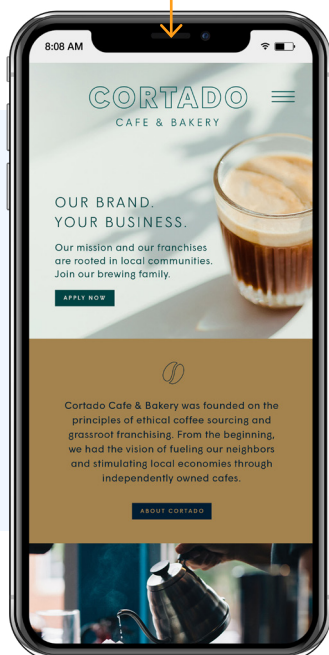 8:08 AM
CORTADO
CAFE & BAKERY
OUR BRAND.
YOUR BUSINESS.
Our mission and our franchises
are rooted in local communities.
Join our brewing family.
APPLY NOW
Cortado Cafe & Bakery was founded on the
principles of ethical coffee sourcing and
grassroot franchising. From the beginning,
we had the vision of fueling our neighbors
and stimulating local economies through
independently owned cafes.
ABOUT CORTADO